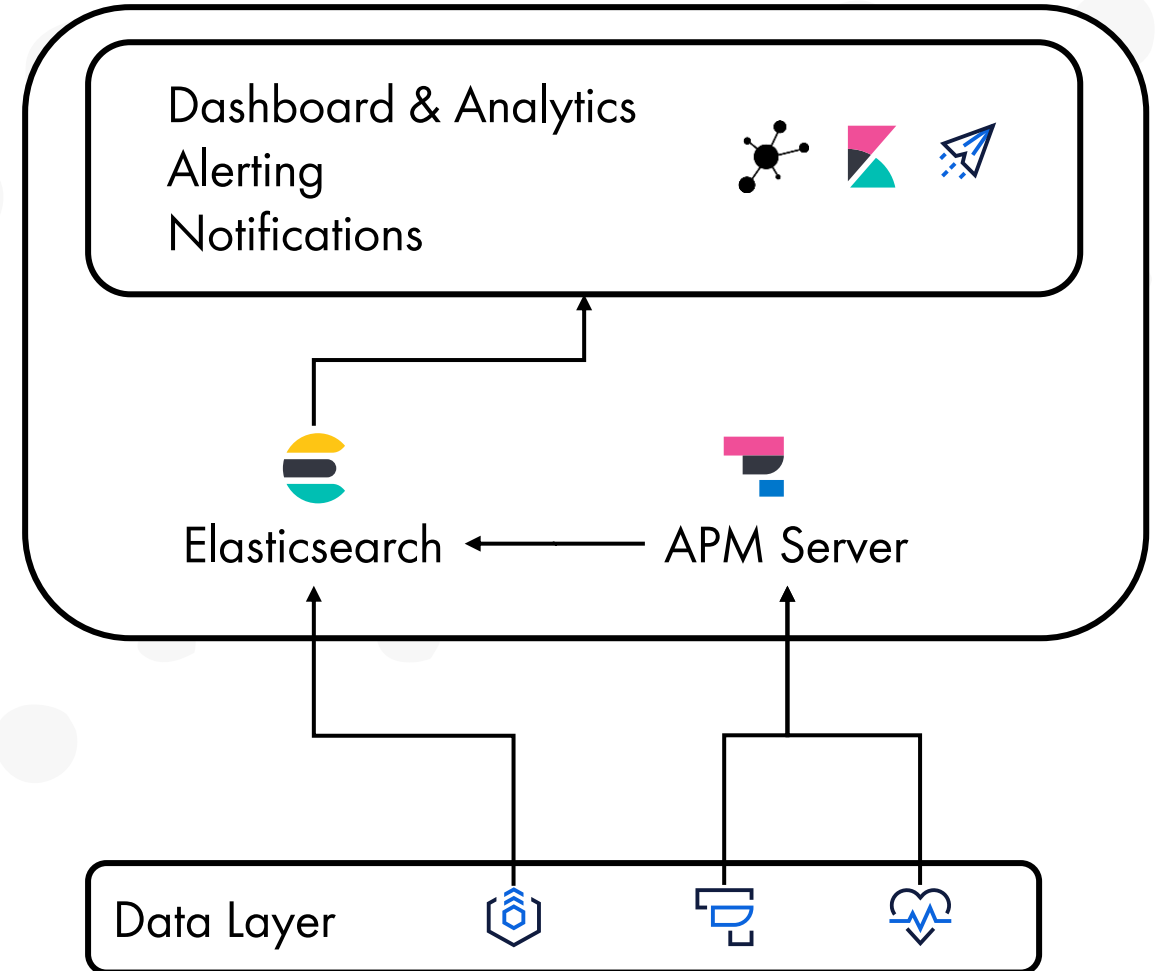 Dashboard & Analytics
Alerting
Notifications
Elasticsearch
APM Server
Data Layer